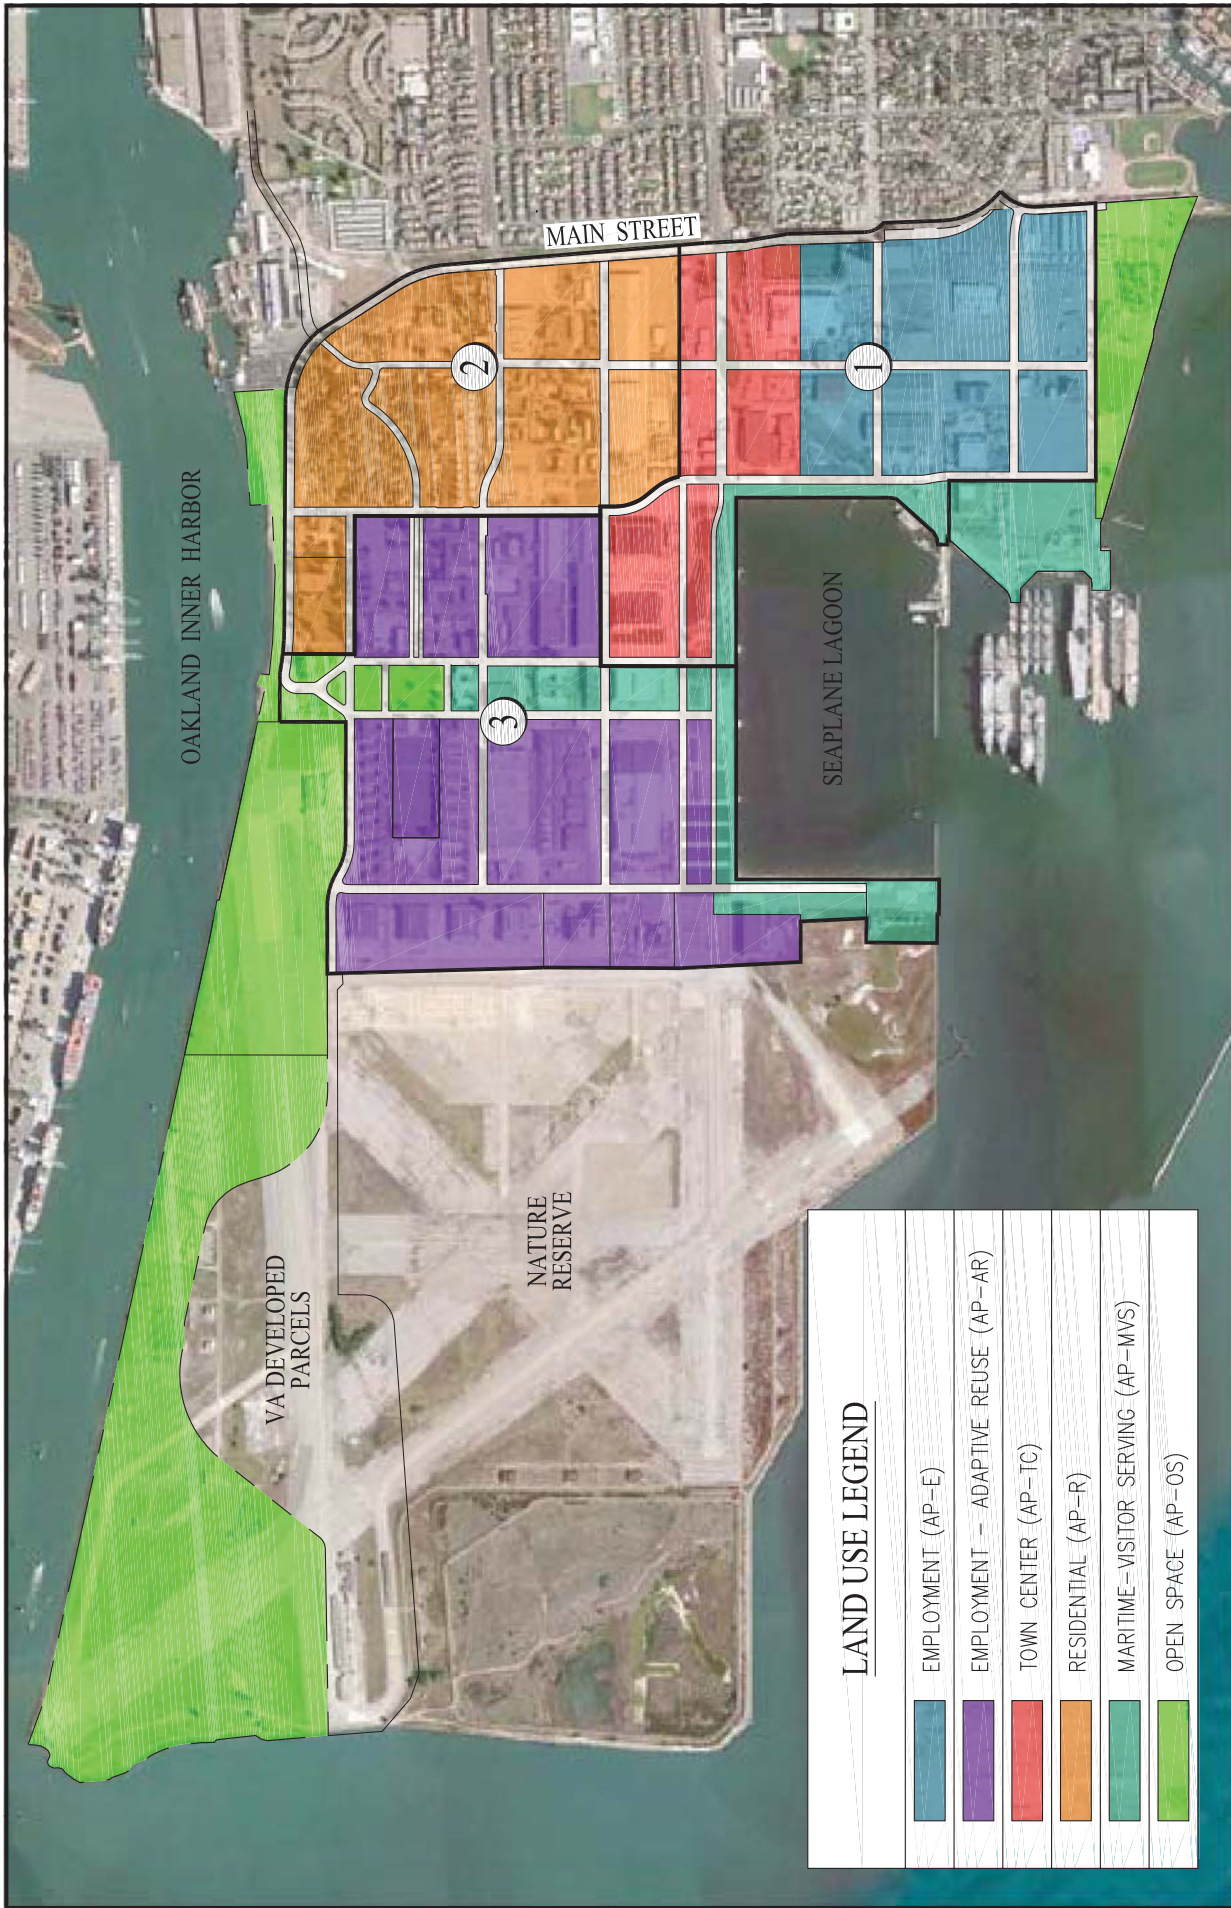 OAKLAND INNER HARBOR
MAIN STREET
2
1
3
SEAPLANE LAGOON
VA DEVELOPED
PARCELS
NATURE
RESERVE
LAND USE LEGEND
EMPLOYMENT (AP-E)
EMPLOYMENT - ADAPTIVE REUSE (AP-AR)
TOWN CENTER (AP-TC)
RESIDENTIAL (AP-R)
MARITIME-VISITOR SERVING (AP-MVS)
OPEN SPACE (AP-OS)